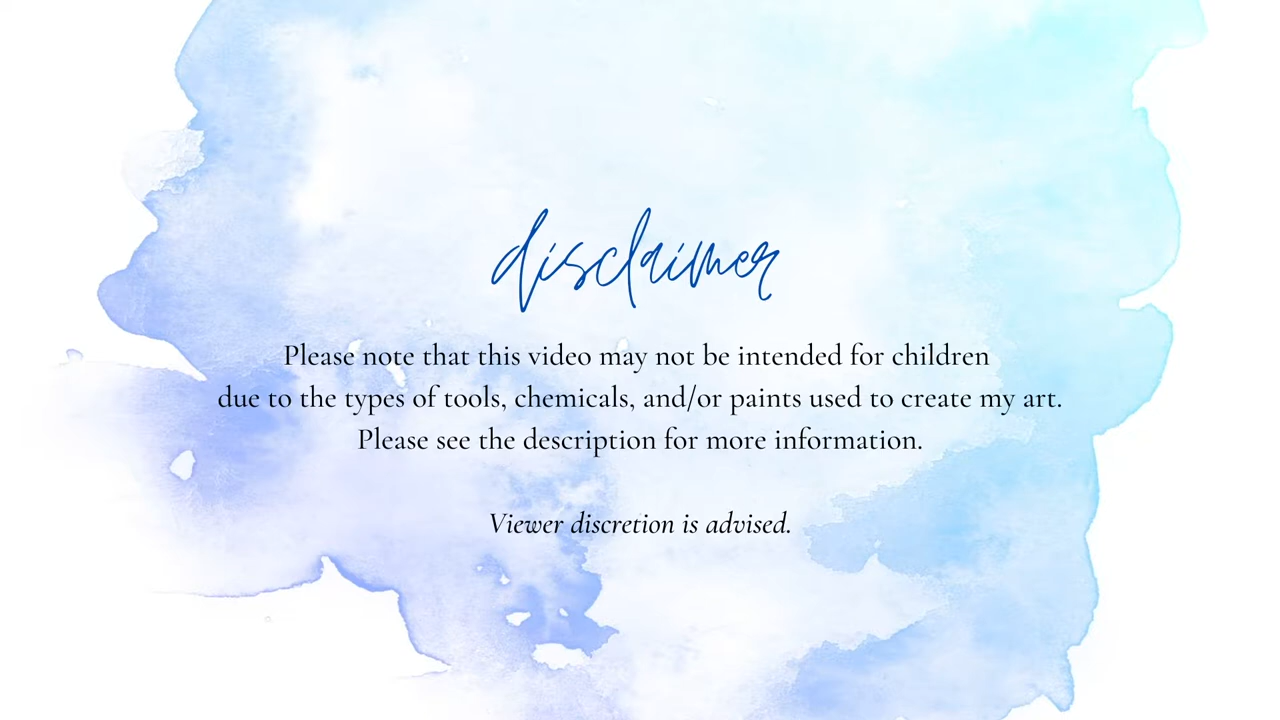 disclaimer
Please note that this video may not be intended for children
due to the types of tools, chemicals, and/or paints used to create my art.
Please see the description for more information.
Viewer discretion is advised.